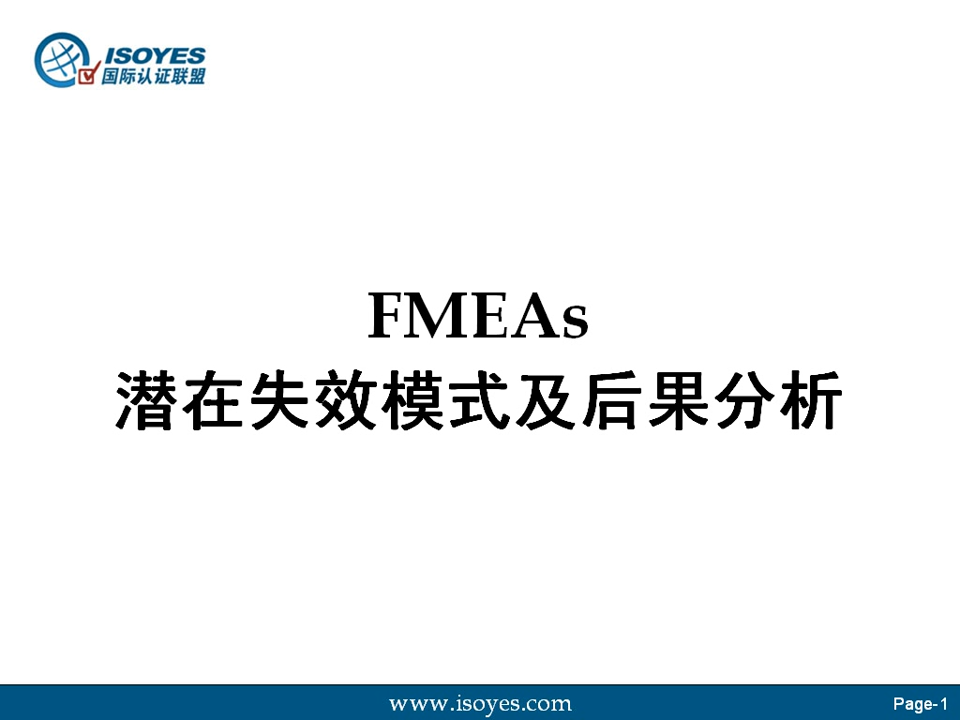 ISOYES
国际认证联盟
FMEAs
潜在失效模式及后果分析
www.isoyes.com
Page-1